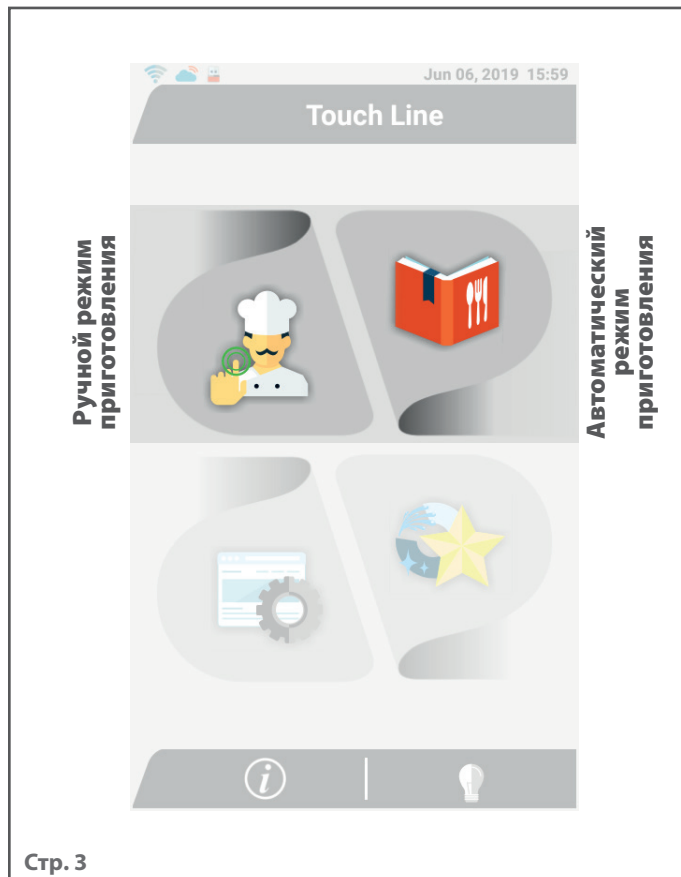 Jun 06, 2019 15:59
Touch Line
Ручной режим
приготовления
Автоматический
режим
приготовления
i
Стр. 3